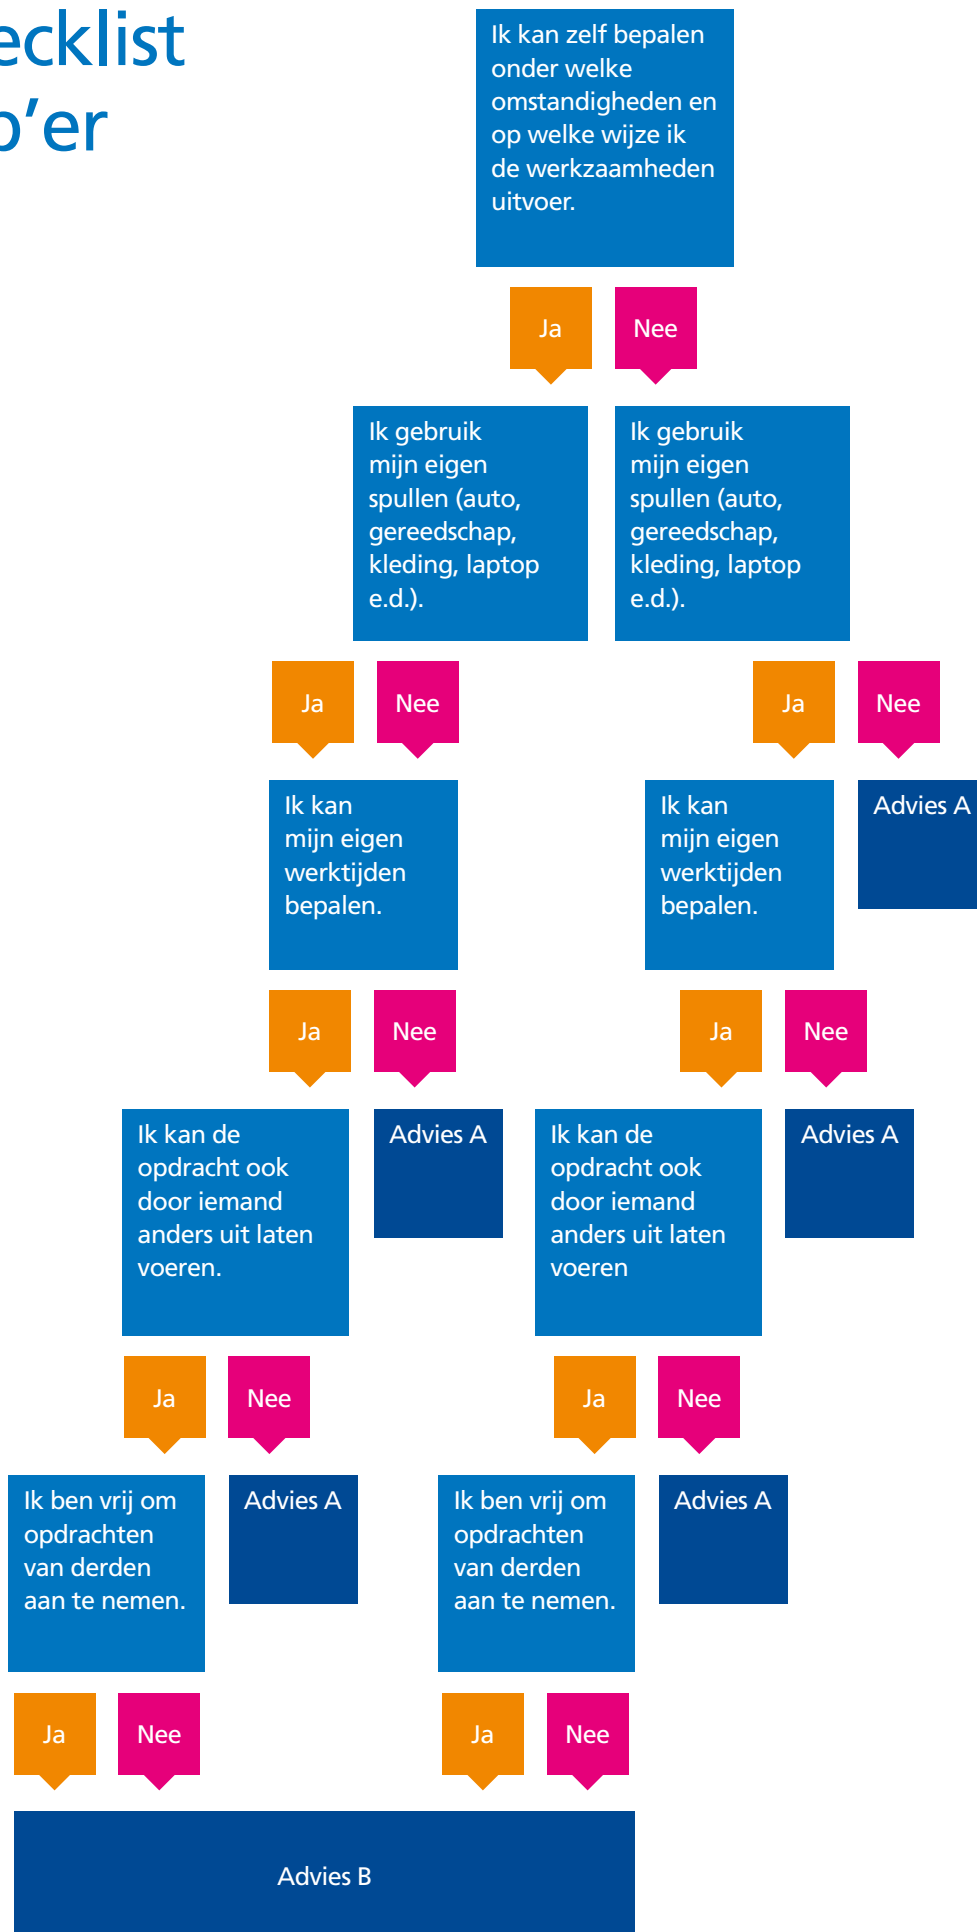 ecklist
o'er
Ik kan zelf bepalen
onder welke
omstandigheden en
op welke wijze ik
de werkzaamheden
uitvoer.
Ja
Nee
Ik gebruik
mijn eigen
spullen (auto,
gereedschap,
kleding, laptop
e.d.).
Ik gebruik
mijn eigen
spullen (auto,
gereedschap,
kleding, laptop
e.d.).
Ja
Nee
Ja
Nee
Ik kan
mijn eigen
werktijden
bepalen.
Ik kan
mijn eigen
werktijden
bepalen.
Advies A
Ja
Nee
Ja
Nee
Ik kan de
opdracht ook
door iemand
anders uit laten
voeren.
Advies A
Ik kan de
opdracht ook
door iemand
anders uit laten
voeren
Advies A
Ja
Nee
Ja
Nee
Ik ben vrij om
opdrachten
van derden
aan te nemen.
Advies A
Ik ben vrij om
opdrachten
van derden
aan te nemen.
Advies A
Ja
Nee
Ja
Nee
Advies B